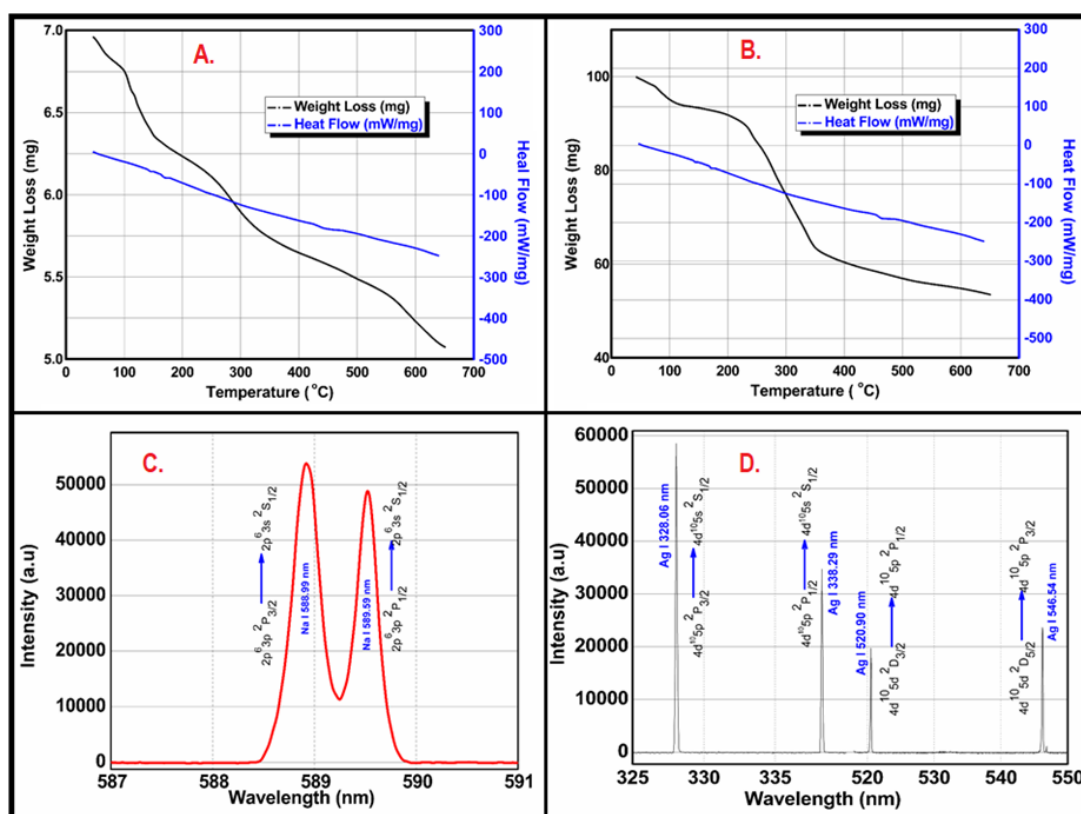 A.
7.0
6.5
6.0
5.5
5.0
Weight Loss (mg)
Weight Loss (mg)
Heat Flow (mW/mg)
300
200
100
0
-100
-200
-300
-400
-500
Heal Flow (mW/mg)
0 100 200 300 400 500 600 700
Temperature ( °C)
B.
100
80
60
40
Weight Loss (mg)
Weight Loss (mg)
Heat Flow (mW/mg)
300
200
100
0
-100
-200
-300
-400
-500
Heat Flow (mW/mg)
0 100 200 300 400 500 600 700
Temperature ( °C)
C.
50000
40000
30000
20000
10000
0
Intensity (a.u)
2p⁶3s ²S1/2
2p⁶3p ²P3/2
Na I 588.99 nm
Na I 589.59 nm
2p⁶3s ²S1/2
2p⁶3p ²P1/2
587 588 589 590 591
Wavelength (nm)
D.
60000
50000
40000
30000
20000
10000
0
Intensity (a.u)
Ag I 328.06 nm
4d¹⁰5s ²S1/2
4d¹⁰5p ²P3/2
4d¹⁰5s ²S1/2
4d¹⁰5p ²P1/2
Ag I 338.29 nm
Ag I 520.90 nm
4d¹⁰5p ²P1/2
4d¹⁰5d ²D3/2
4d¹⁰5p ²P3/2
4d¹⁰5d ²D5/2
Ag I 546.54 nm
325 330 335 520 530 540 550
Wavelength (nm)